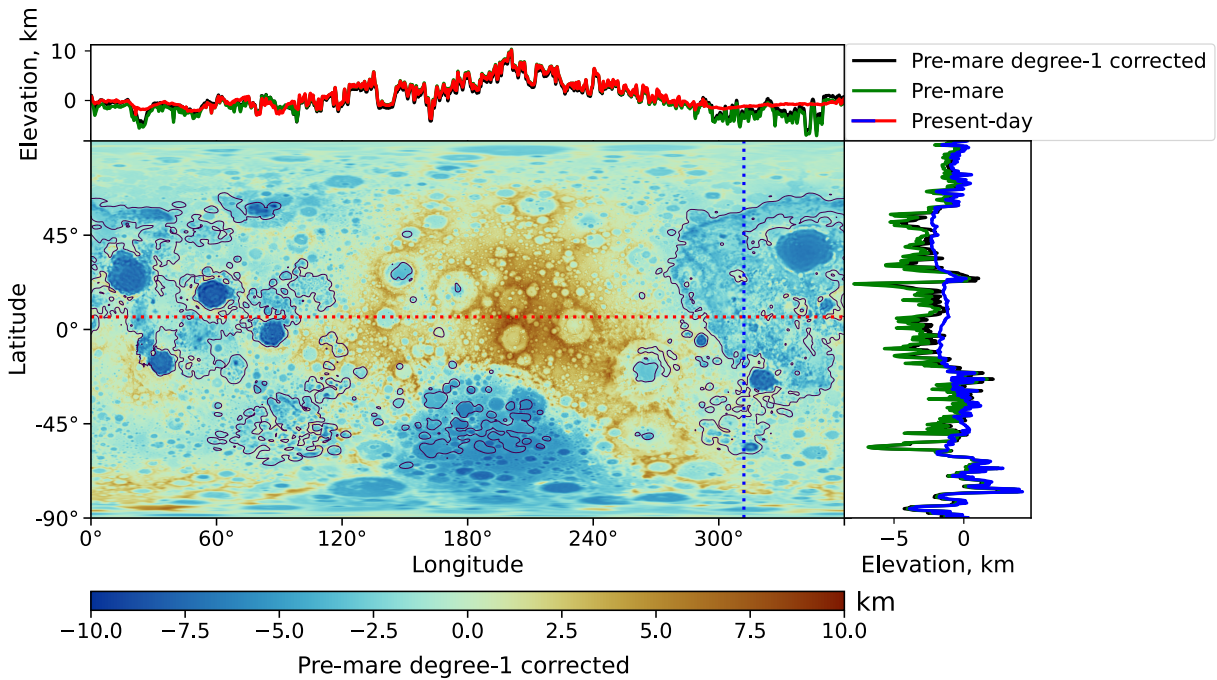 Elevation, km
10
0
Pre-mare degree-1 corrected
Pre-mare
Present-day
Latitude
45°
0°
-45°
-90°
0° 60° 120° 180° 240° 300°
Longitude
−5 0
Elevation, km
−10.0 −7.5 −5.0 −2.5 0.0 2.5 5.0 7.5 10.0
km
Pre-mare degree-1 corrected